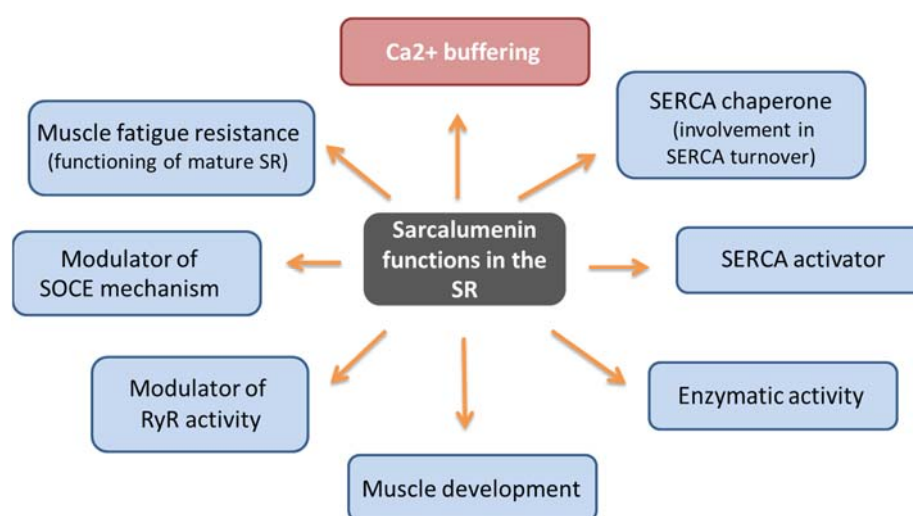 Ca2+ buffering
SERCA chaperone
(involvement in
SERCA turnover)
Muscle fatigue resistance
(functioning of mature SR)
Sarcalumenin
functions in the
SR
Modulator of
SOCE mechanism
SERCA activator
Modulator of
RyR activity
Enzymatic activity
Muscle development